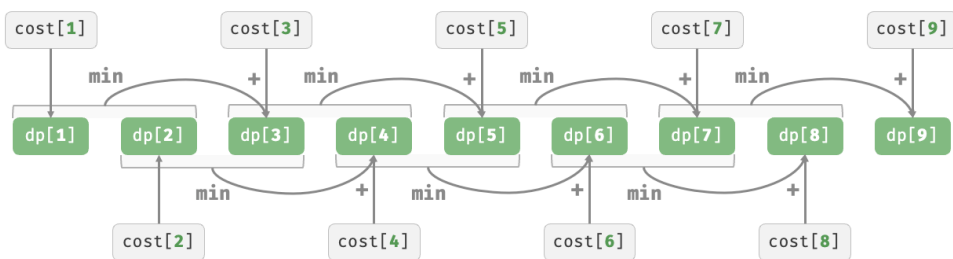 cost[1] cost[3] cost[5] cost[7] cost[9]
min + min + min + min +
dp[1] dp[2] dp[3] dp[4] dp[5] dp[6] dp[7] dp[8] dp[9]
min + min + min +
cost[2] cost[4] cost[6] cost[8]